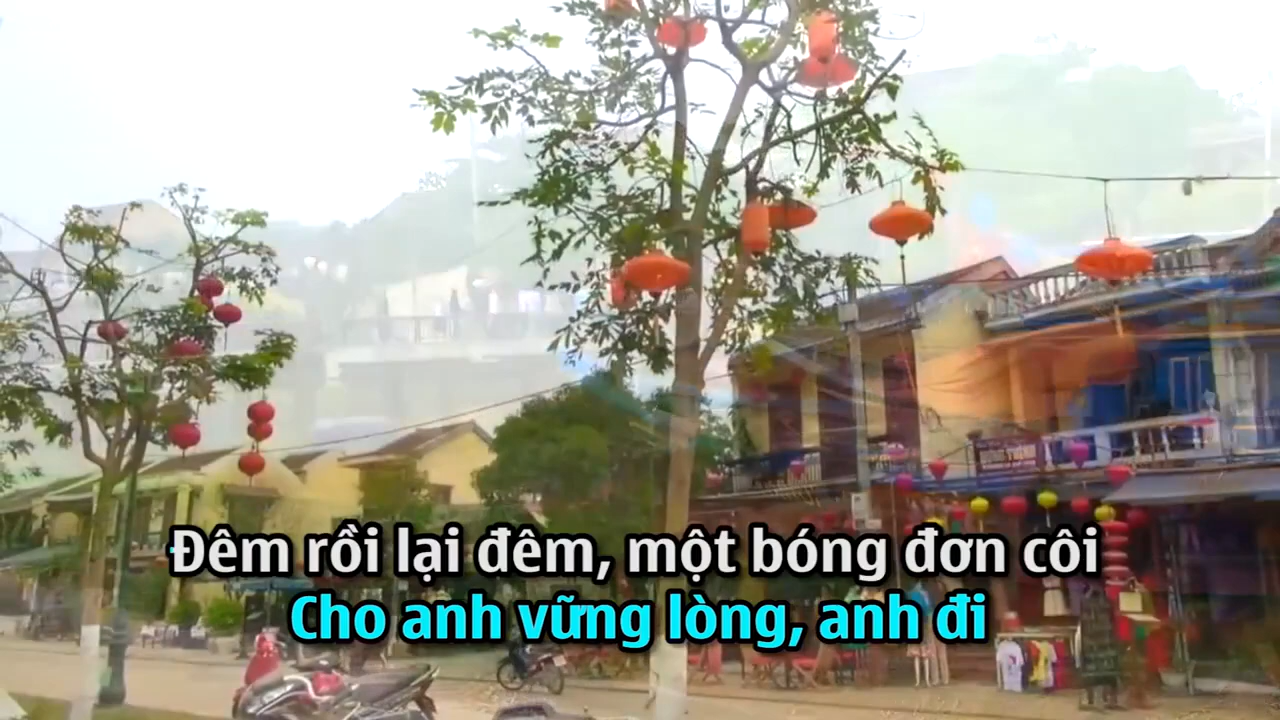 Đêm rồi lại đêm, một bóng đơn côi
Cho anh vững lòng, anh đi